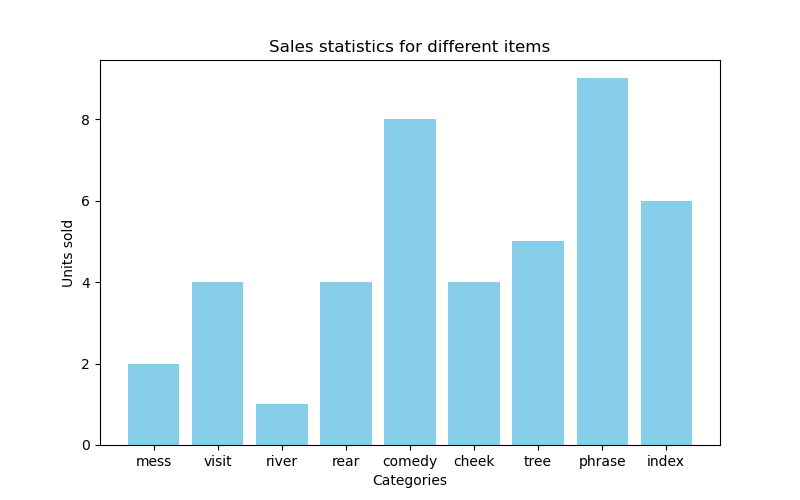 Sales statistics for different items
Units sold
8
6
4
2
0
mess visit river rear comedy cheek tree phrase index
Categories